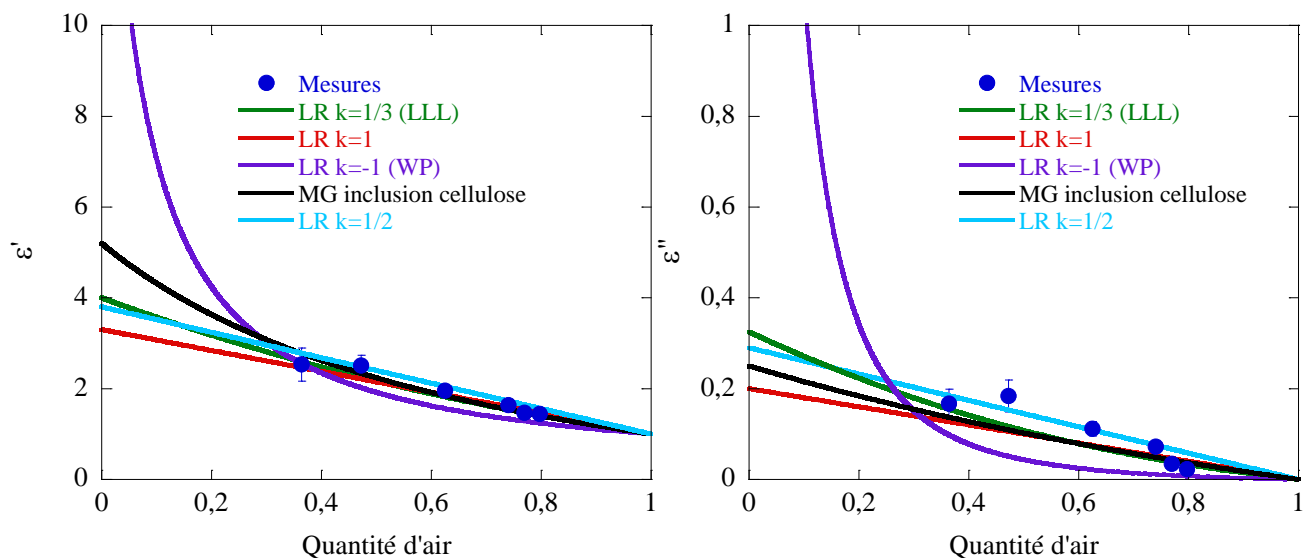 10
8
6
4
2
0
ε'
Mesures
LR k=1/3 (LLL)
LR k=1
LR k=-1 (WP)
MG inclusion cellulose
LR k=1/2
0 0,2 0,4 0,6 0,8 1
Quantité d'air
1
0,8
0,6
0,4
0,2
0
ε"
Mesures
LR k=1/3 (LLL)
LR k=1
LR k=-1 (WP)
MG inclusion cellulose
LR k=1/2
0 0,2 0,4 0,6 0,8 1
Quantité d'air